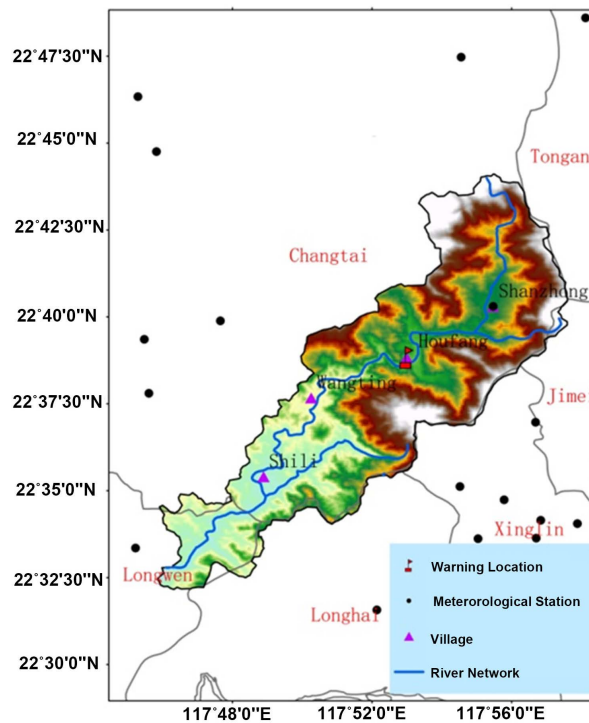 22°47'30"N
22°45'0"N
Tongan
22°42'30"N
Changtai
22°40'0"N
Shanzhong
Houfang
Wangting
22°37'30"N
Jimei
Shili
22°35'0"N
Xinglin
Longwen
22°32'30"N
Longhai
22°30'0"N
Warning Location
Meterorological Station
Village
River Network
117°48'0"E
117°52'0"E
117°56'0"E